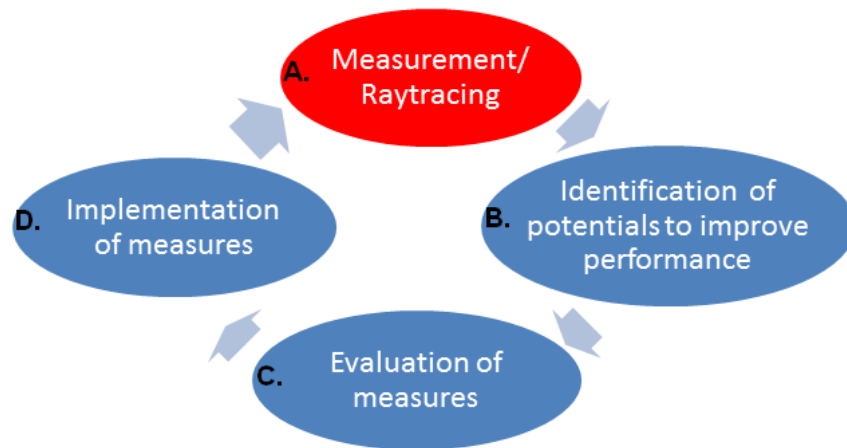 A. Measurement/
Raytracing
B. Identification of
potentials to improve
performance
C. Evaluation of
measures
D. Implementation
of measures